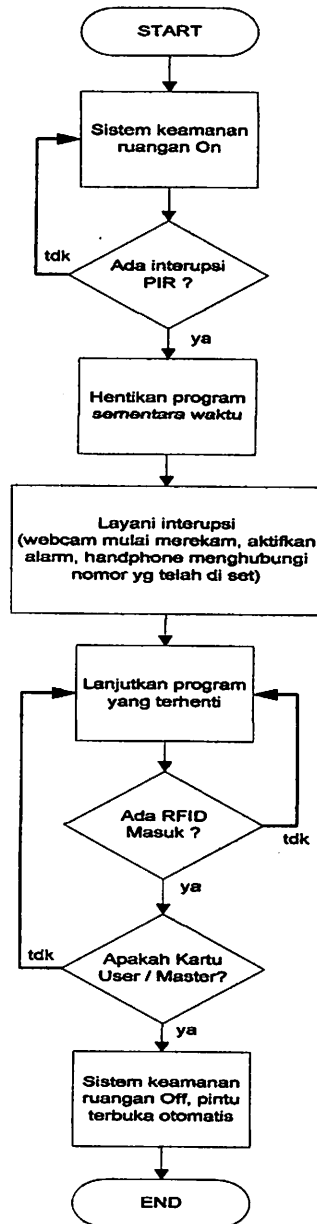 START
Sistem keamanan
ruangan On
tdk
Ada interupsi
PIR ?
ya
Hentikan program
sementara waktu
Layani interupsi
(webcam mulai merekam, aktifkan
alarm, handphone menghubungi
nomor yg telah di set)
Lanjutkan program
yang terhenti
Ada RFID
Masuk ?
tdk
ya
tdk
Apakah Kartu
User / Master?
ya
Sistem keamanan
ruangan Off, pintu
terbuka otomatis
END